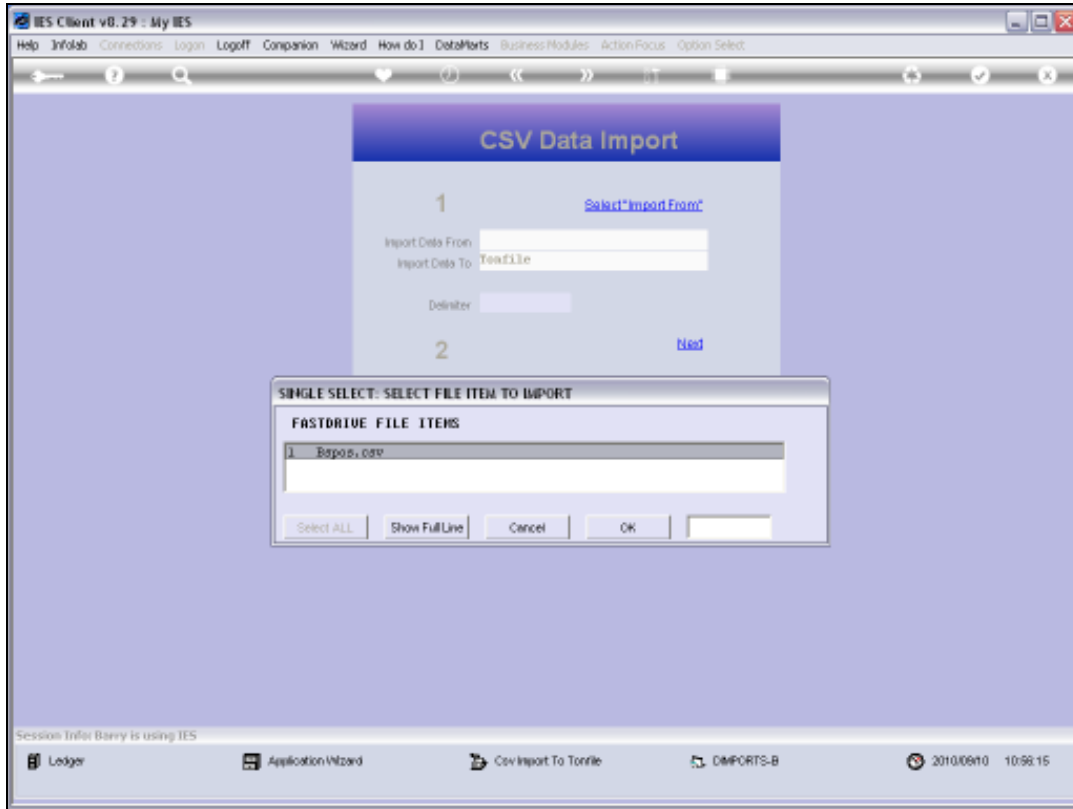 IES Client v8.29 : My IES
Help Infolab Connections Logon Logoff Companion Wizard How do I DataMarts Business Modules Action Focus Option Select
CSV Data Import
1 Select "Import From"
Import Data From
Import Data To Tonfile
Delimiter
2 Next
SINGLE SELECT: SELECT FILE ITEM TO IMPORT
FASTDRIVE FILE ITEMS
1 Bspos.csv
Select ALL Show Full Line Cancel OK
Session Info: Barry is using IES
Ledger Application Wizard Csv Import To Tonfile DIMPORTS-B 2010/09/10 10:56:15